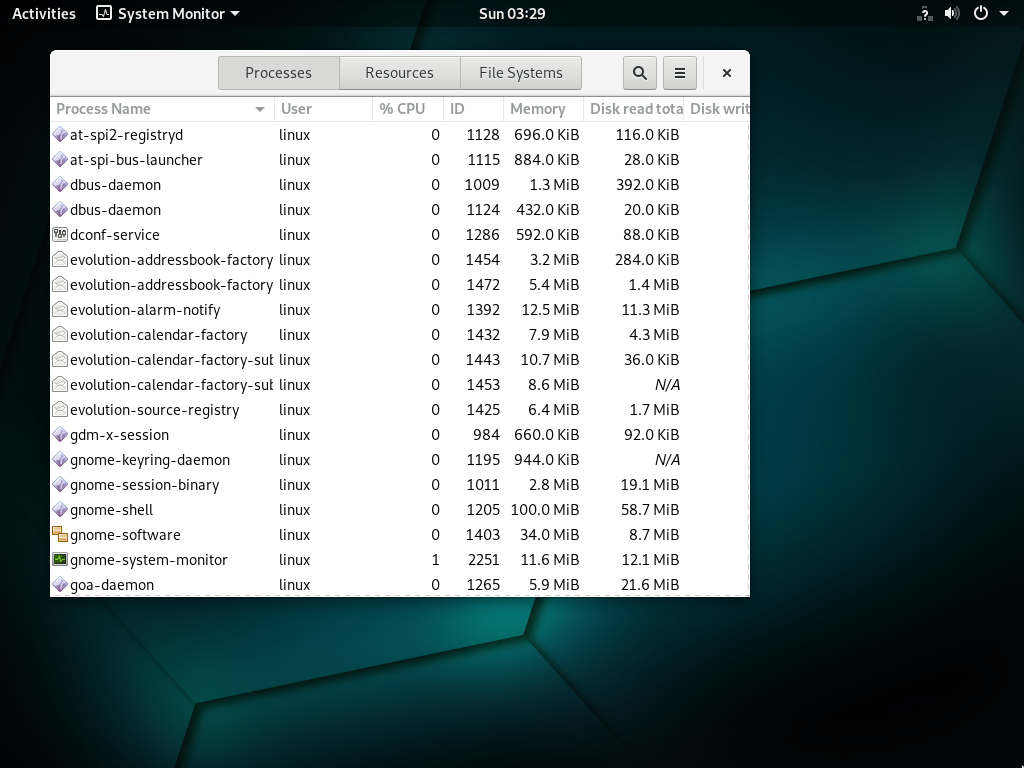 Activities System Monitor Sun 03:29 ?
Processes Resources File Systems
Process Name User % CPU ID Memory Disk read tota Disk writ
at-spi2-registryd linux 0 1128 696.0 KiB 116.0 KiB
at-spi-bus-launcher linux 0 1115 884.0 KiB 28.0 KiB
dbus-daemon linux 0 1009 1.3 MiB 392.0 KiB
dbus-daemon linux 0 1124 432.0 KiB 20.0 KiB
dconf-service linux 0 1286 592.0 KiB 88.0 KiB
evolution-addressbook-factory linux 0 1454 3.2 MiB 284.0 KiB
evolution-addressbook-factory linux 0 1472 5.4 MiB 1.4 MiB
evolution-alarm-notify linux 0 1392 12.5 MiB 11.3 MiB
evolution-calendar-factory linux 0 1432 7.9 MiB 4.3 MiB
evolution-calendar-factory-sub linux 0 1443 10.7 MiB 36.0 KiB
evolution-calendar-factory-sub linux 0 1453 8.6 MiB N/A
evolution-source-registry linux 0 1425 6.4 MiB 1.7 MiB
gdm-x-session linux 0 984 660.0 KiB 92.0 KiB
gnome-keyring-daemon linux 0 1195 944.0 KiB N/A
gnome-session-binary linux 0 1011 2.8 MiB 19.1 MiB
gnome-shell linux 0 1205 100.0 MiB 58.7 MiB
gnome-software linux 0 1403 34.0 MiB 8.7 MiB
gnome-system-monitor linux 1 2251 11.6 MiB 12.1 MiB
goa-daemon linux 0 1265 5.9 MiB 21.6 MiB